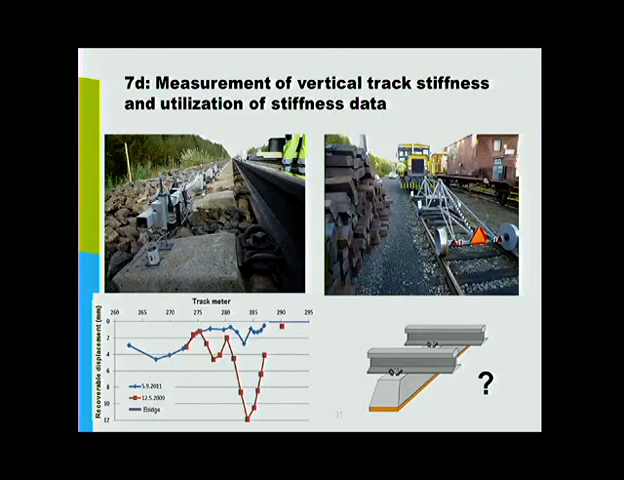 7d: Measurement of vertical track stiffness
and utilization of stiffness data
Track meter
260 265 270 275 280 285 290 295
Recoverable displacement (mm)
0
2
4
6
8
10
12
5.9.2011
12.5.2009
Bridge
?